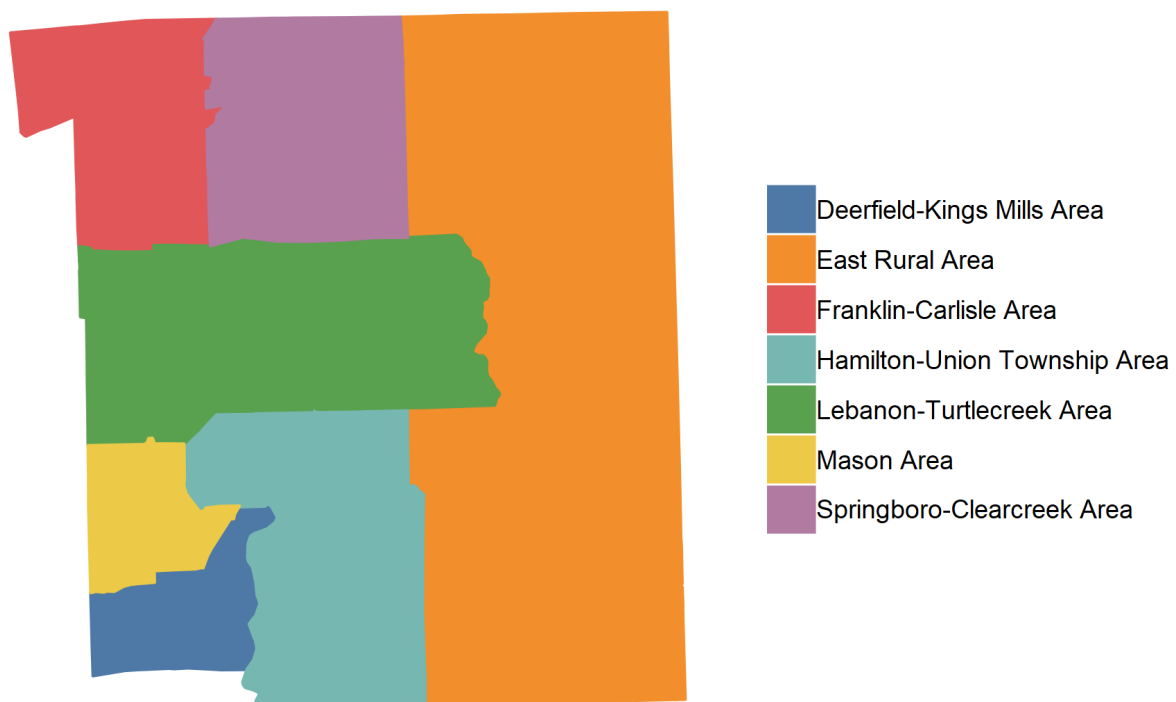 Deerfield-Kings Mills Area
East Rural Area
Franklin-Carlisle Area
Hamilton-Union Township Area
Lebanon-Turtlecreek Area
Mason Area
Springboro-Clearcreek Area